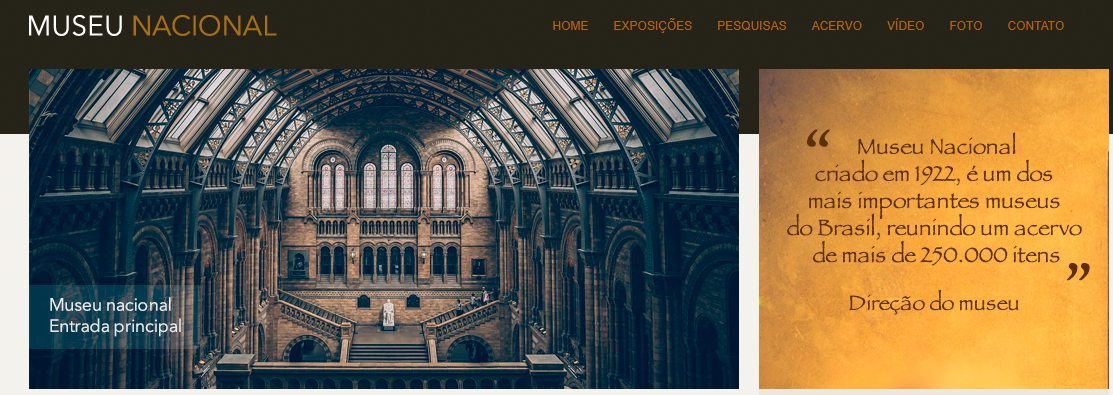 MUSEU NACIONAL
HOME EXPOSIÇÕES PESQUISAS ACERVO VÍDEO FOTO CONTATO
Museu nacional
Entrada principal
“ Museu Nacional
criado em 1922, é um dos
mais importantes museus
do Brasil, reunindo um acervo
de mais de 250.000 itens ”
Direção do museu